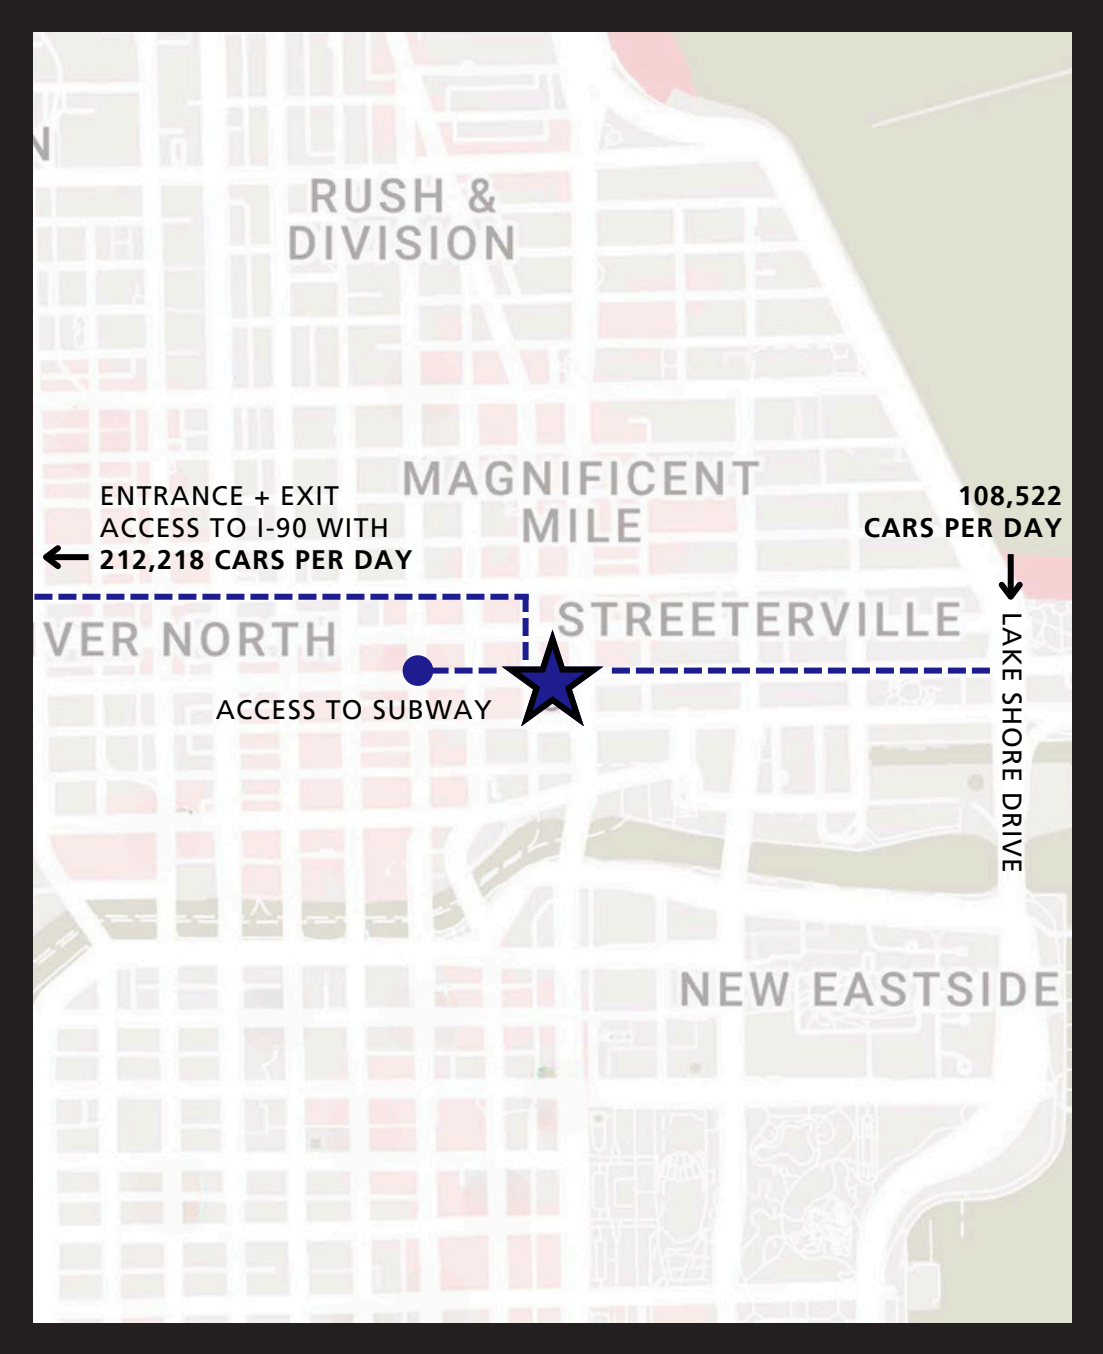 N
RUSH &
DIVISION
MAGNIFICENT
MILE
ENTRANCE + EXIT
ACCESS TO I-90 WITH
212,218 CARS PER DAY
108,522
CARS PER DAY
STREETERVILLE
IVER NORTH
ACCESS TO SUBWAY
LAKE SHORE DRIVE
NEW EASTSIDE